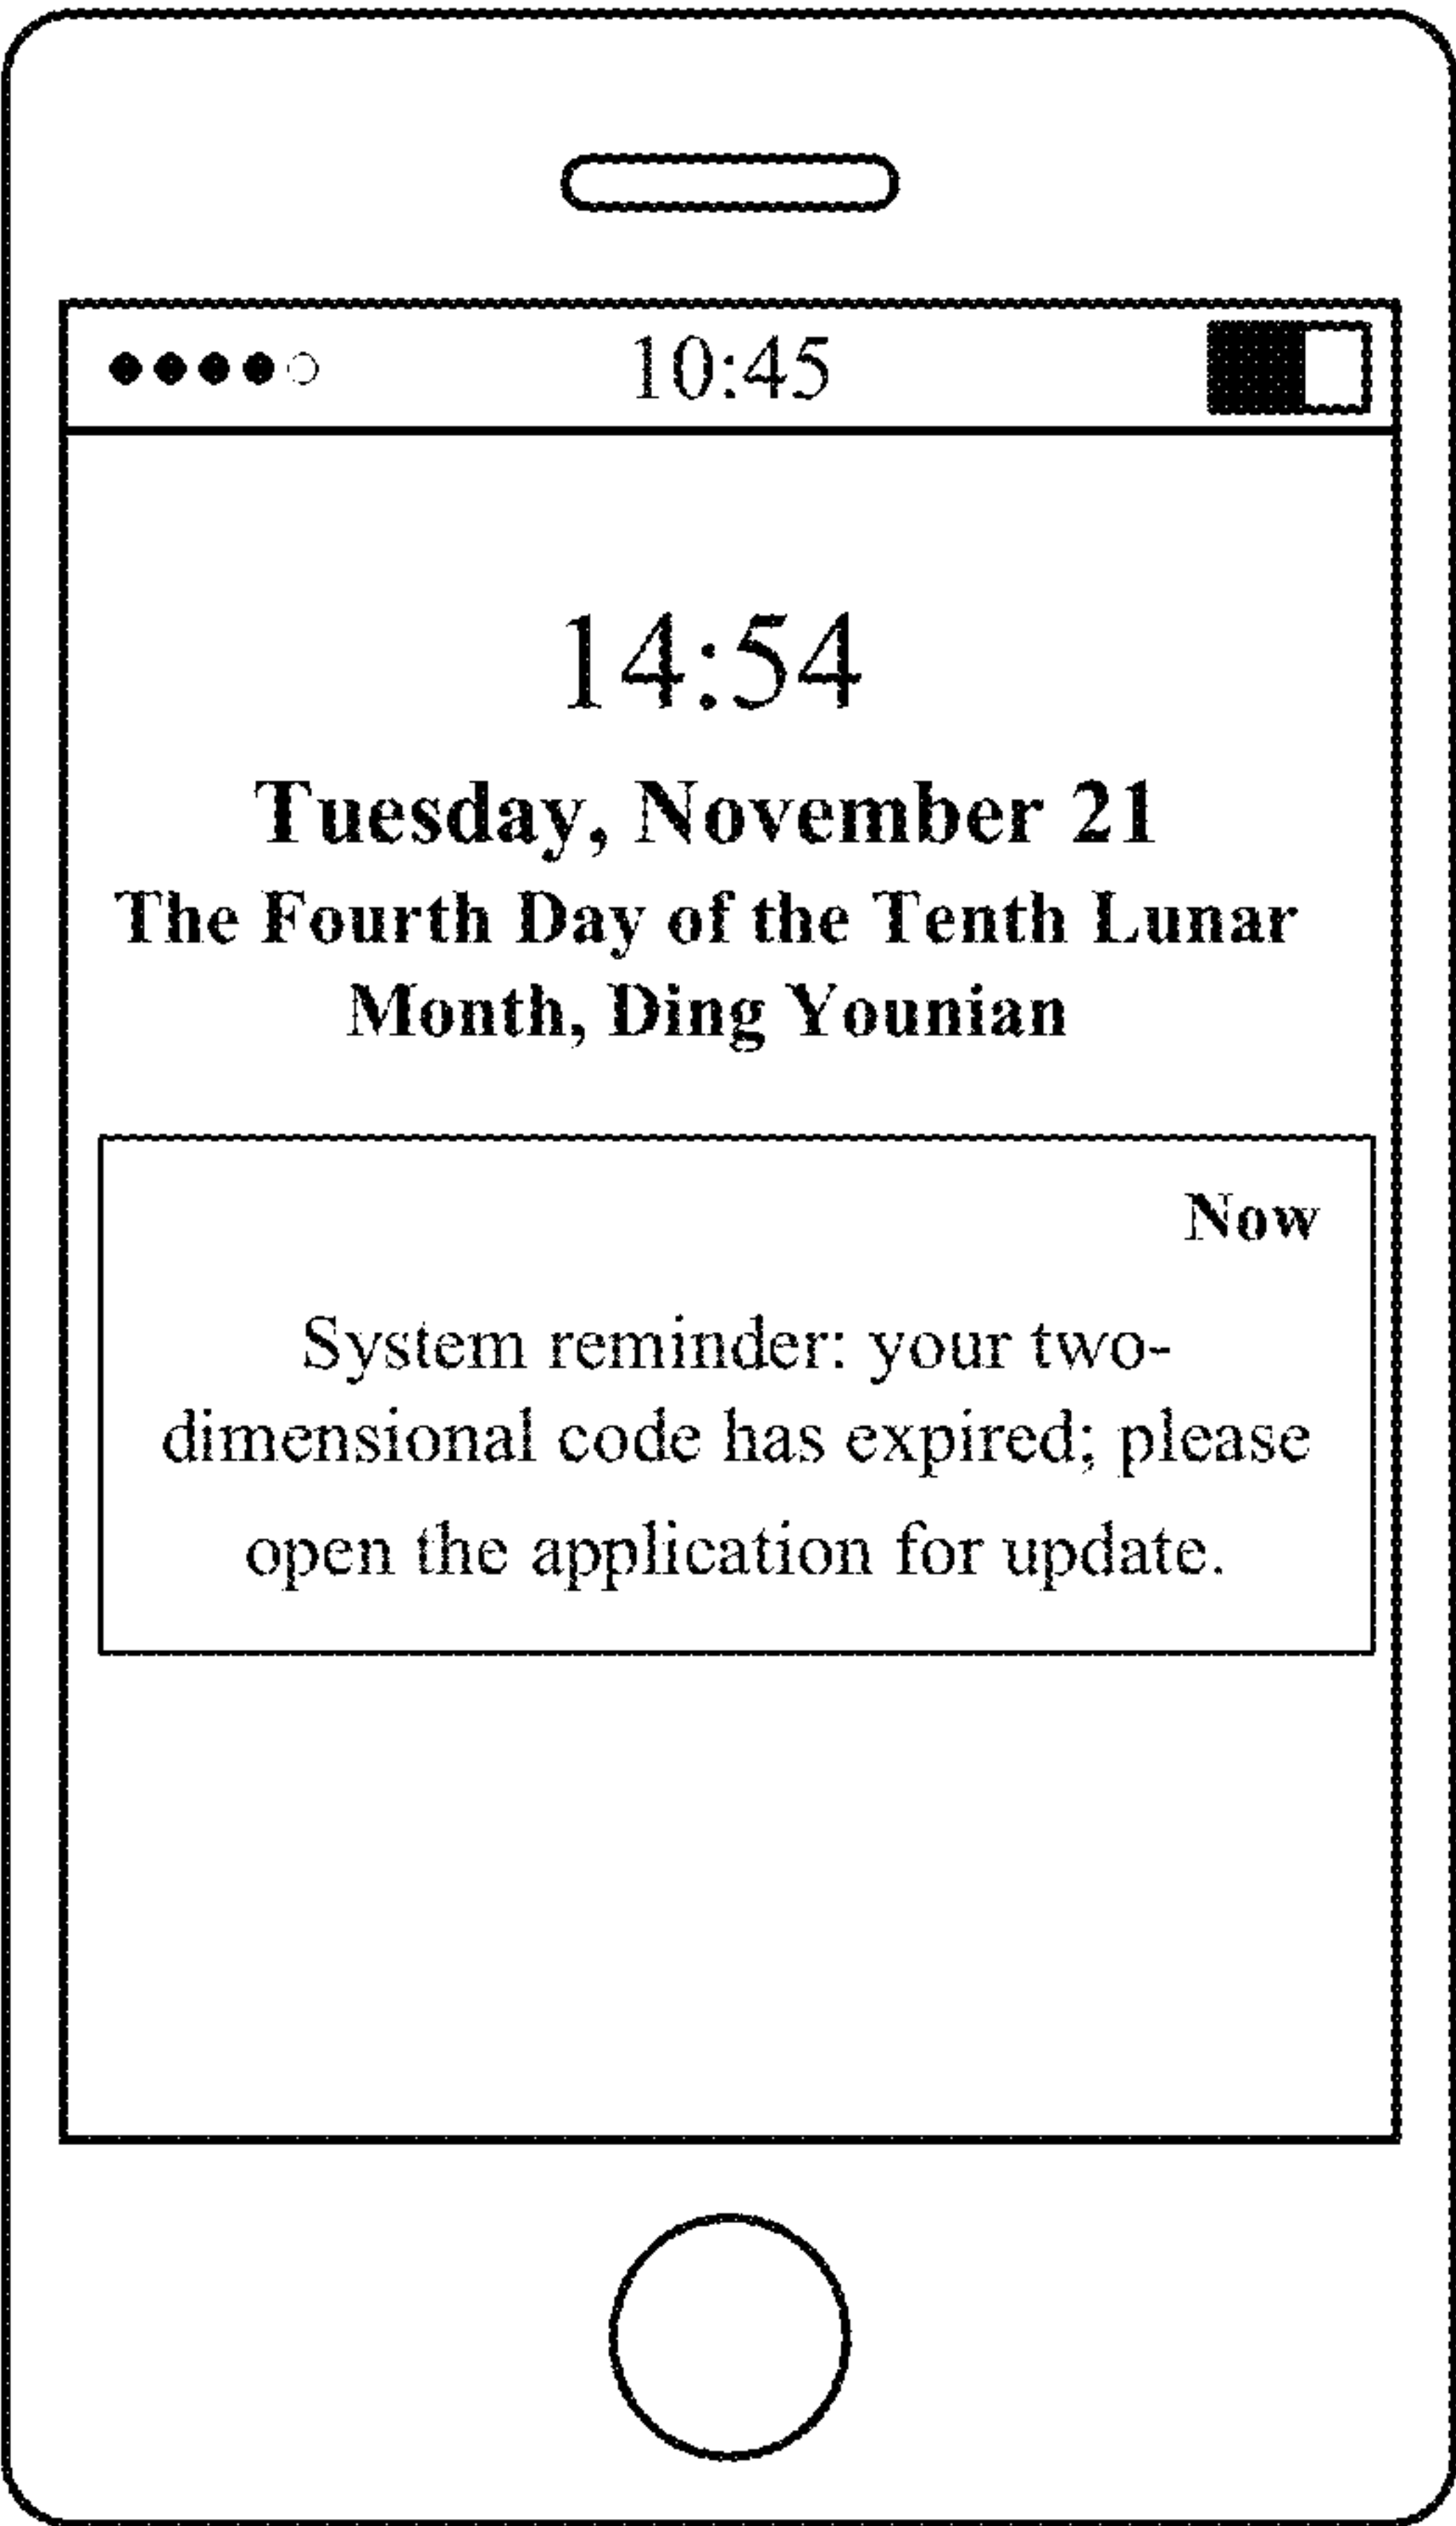 10:45
14:54
Tuesday, November 21
The Fourth Day of the Tenth Lunar
Month, Ding Younian
Now
System reminder: your two-
dimensional code has expired; please
open the application for update.